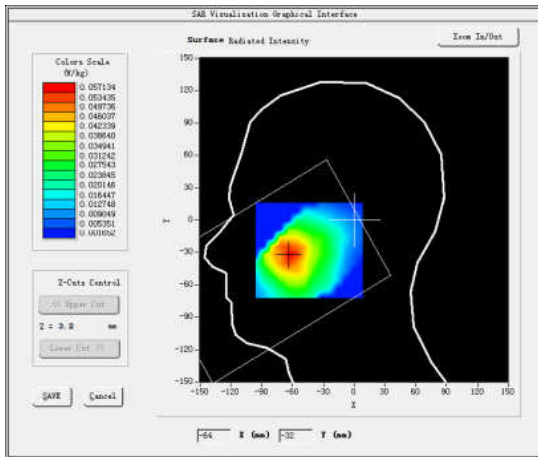 SAR Visualization Graphical Interface
Surface Radiated Intensity
Zoom In/Out
Colors Scale
(W/kg)
0.057134
0.053435
0.049736
0.046037
0.042339
0.038640
0.034941
0.031242
0.027543
0.023845
0.020146
0.016447
0.012748
0.009049
0.005351
0.001652
150
120
90
60
30
0
-30
-60
-90
-120
-150
Y
-150 -120 -90 -60 -30 0 30 60 90 120 150
X
Z-Cuts Control
<< Upper Cut
Z = 3.2 mm
Lower Cut >>
SAVE Cancel
-64 X (mm) -32 Y (mm)